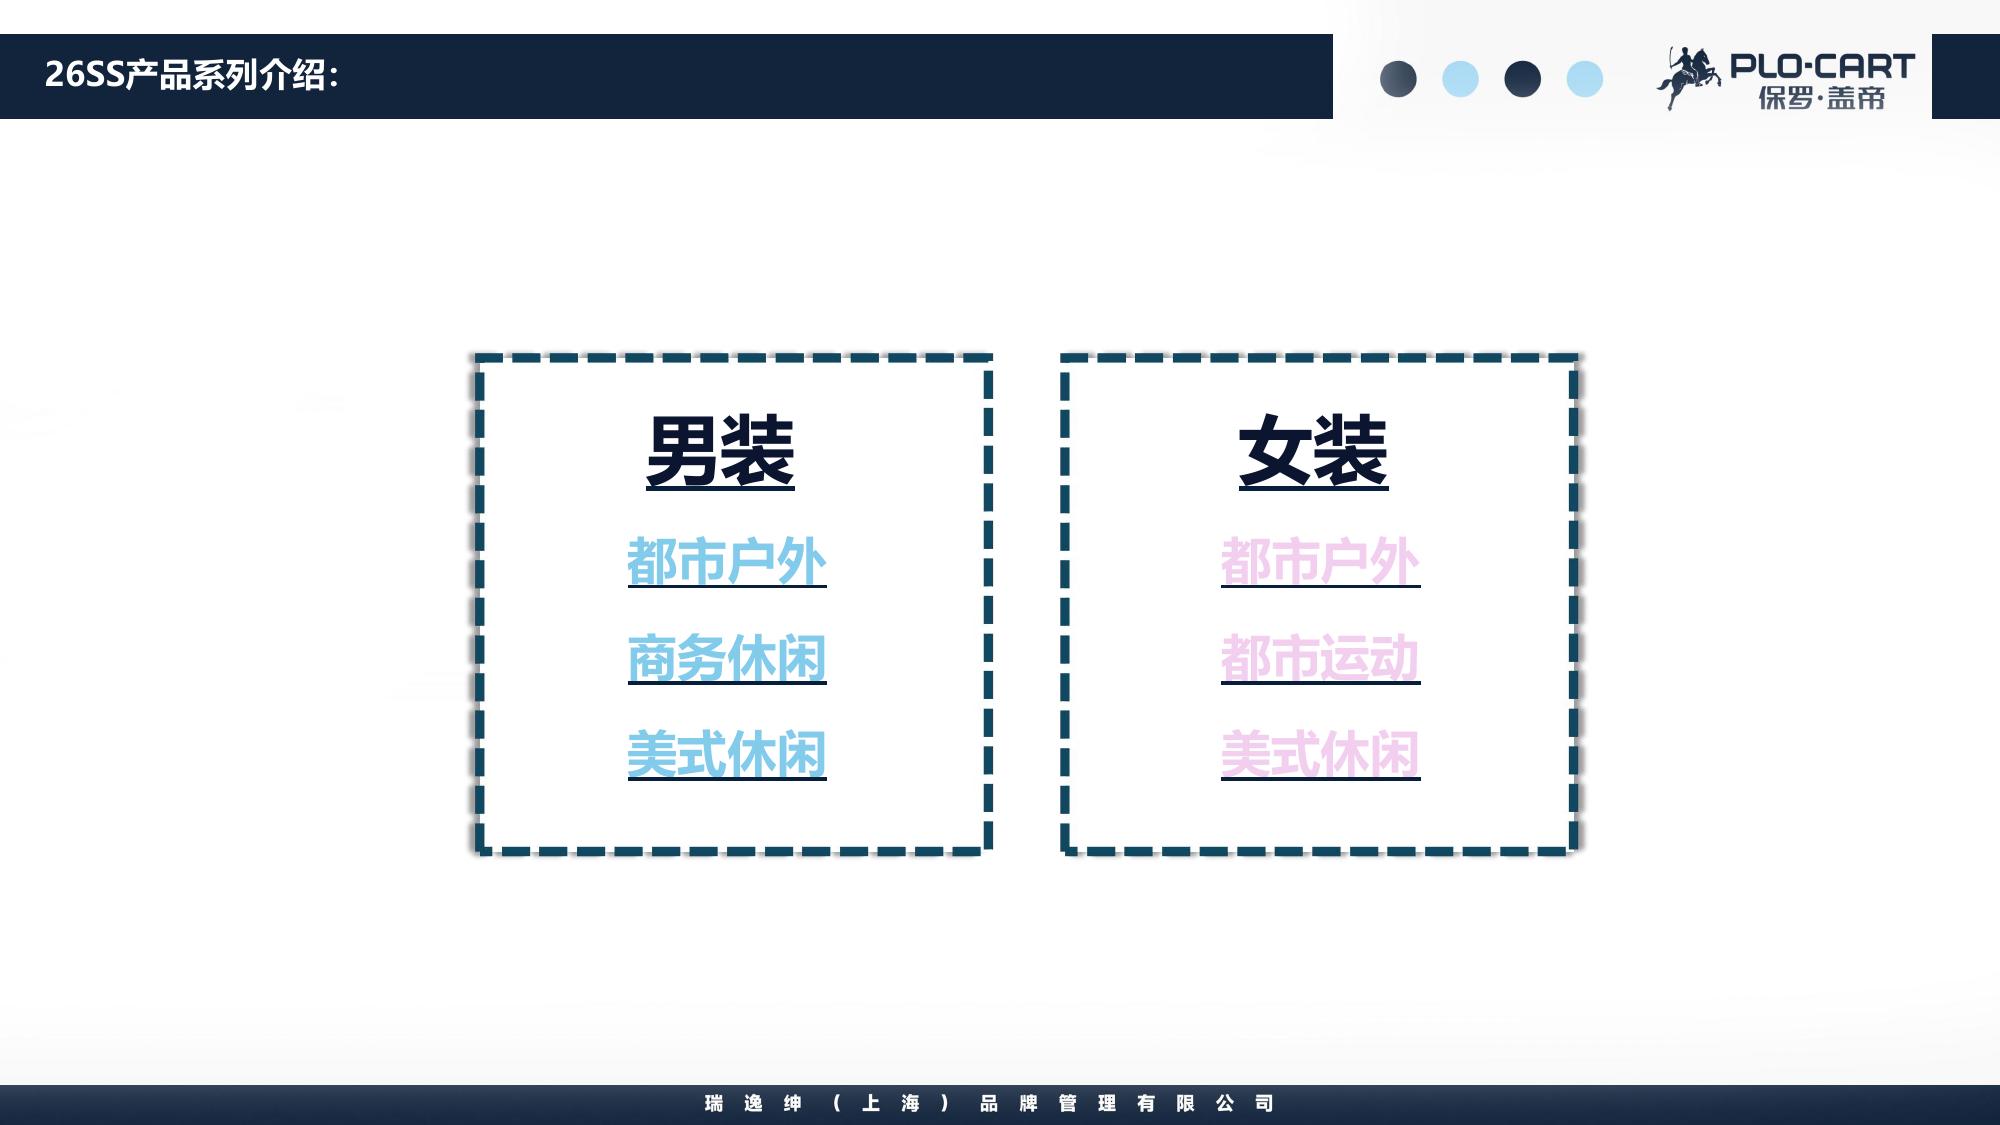 26SS产品系列介绍：
PLO·CART
保罗·盖帝
男装
都市户外
商务休闲
美式休闲
女装
都市户外
都市运动
美式休闲
瑞逸绅（上海）品牌管理有限公司